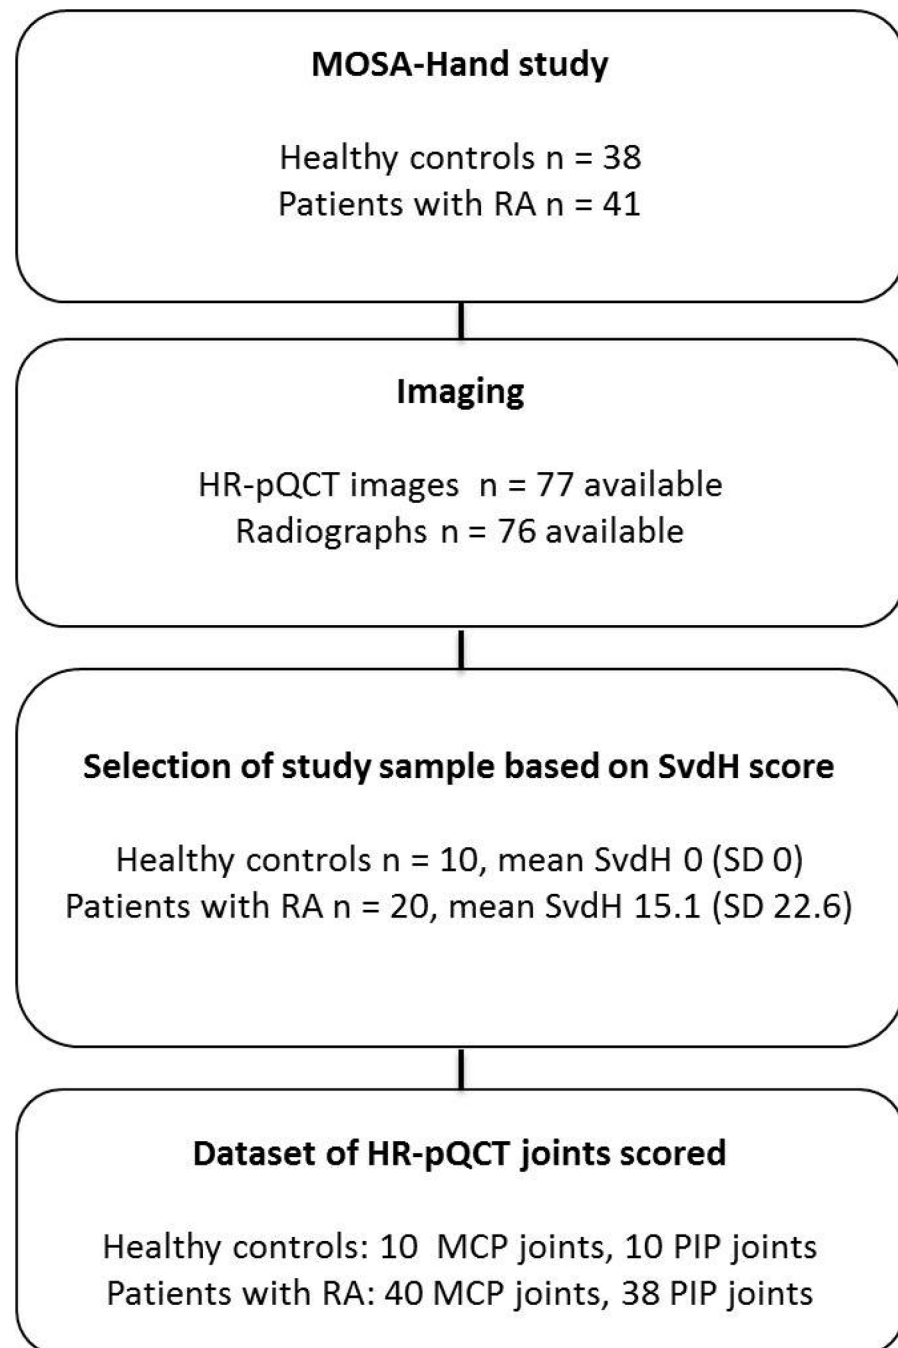 MOSA-Hand study
Healthy controls n = 38
Patients with RA n = 41
Imaging
HR-pQCT images  n = 77 available
Radiographs n = 76 available
Selection of study sample based on SvdH score
Healthy controls n = 10, mean SvdH 0 (SD 0)
Patients with RA n = 20, mean SvdH 15.1 (SD 22.6)
Dataset of HR-pQCT joints scored
Healthy controls: 10  MCP joints, 10 PIP joints
Patients with RA: 40 MCP joints, 38 PIP joints